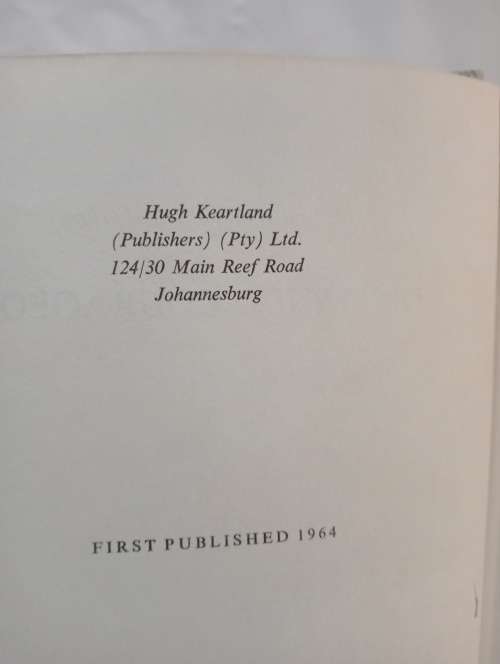 Hugh Keartland
(Publishers) (Pty) Ltd.
124/30 Main Reef Road
Johannesburg
FIRST PUBLISHED 1964